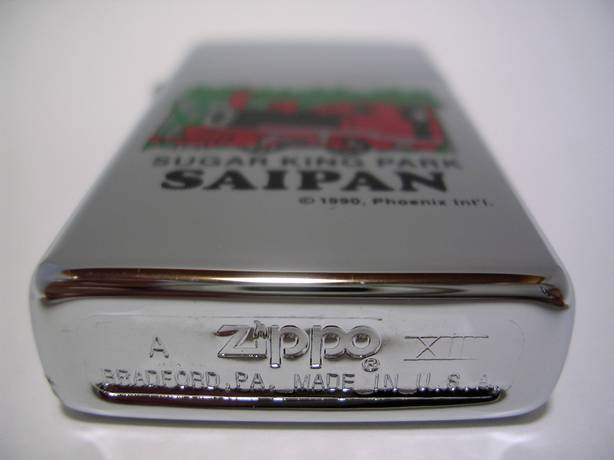 SUGAR KING PARK
SAIPAN
© 1990, Phoenix Int'l.
A Zippo® XII
BRADFORD, PA. MADE IN U.S.A.